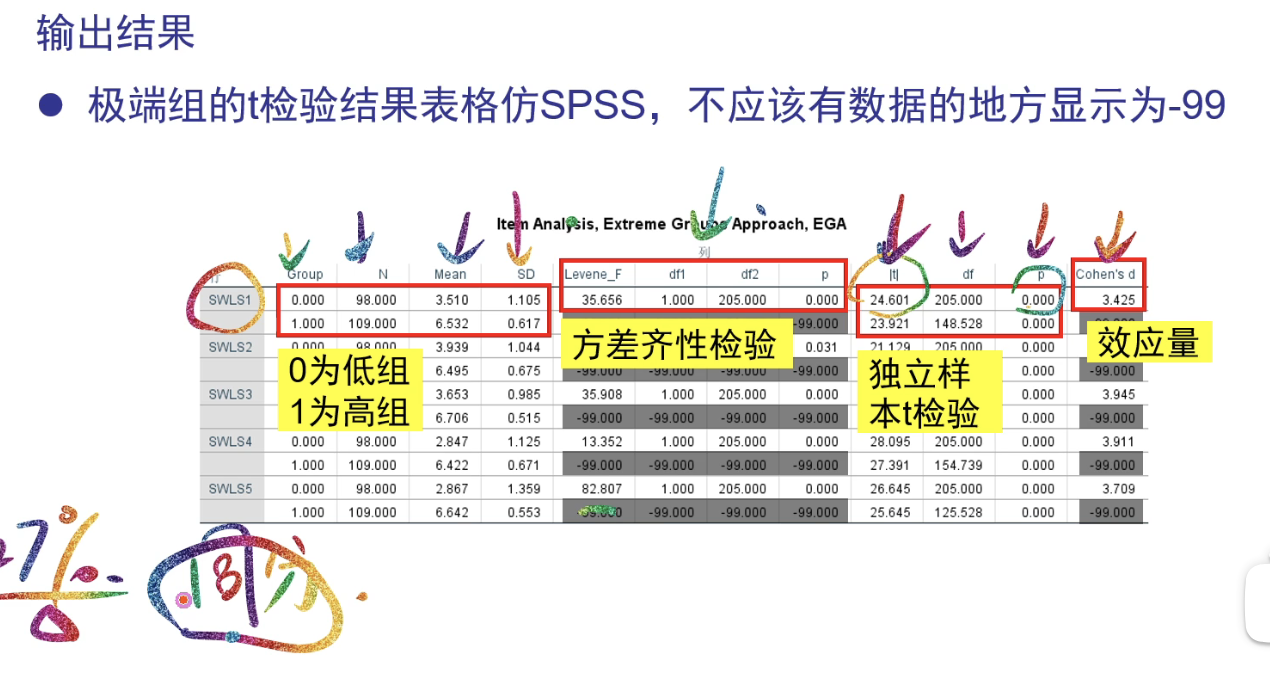 输出结果
● 极端组的t检验结果表格仿SPSS，不应该有数据的地方显示为-99
Item Analysis, Extreme Groups Approach, EGA
列
行 Group N Mean SD Levene_F df1 df2 p |t| df p Cohen's d
SWLS1 0.000 98.000 3.510 1.105 35.656 1.000 205.000 0.000 24.601 205.000 0.000 3.425
1.000 109.000 6.532 0.617 -99.000 23.921 148.528 0.000 -99.000
SWLS2 0.000 98.000 3.939 1.044 0.031 21.129 205.000 0.000
6.495 0.675 -99.000 -99.000 -99.000 -99.000 0.000 -99.000
SWLS3 3.653 0.985 35.908 1.000 205.000 0.000 0.000 3.945
6.706 0.515 -99.000 -99.000 -99.000 -99.000 0.000 -99.000
SWLS4 0.000 98.000 2.847 1.125 13.352 1.000 205.000 0.000 28.095 205.000 0.000 3.911
1.000 109.000 6.422 0.671 -99.000 -99.000 -99.000 -99.000 27.391 154.739 0.000 -99.000
SWLS5 0.000 98.000 2.867 1.359 82.807 1.000 205.000 0.000 26.645 205.000 0.000 3.709
1.000 109.000 6.642 0.553 -99.000 -99.000 -99.000 -99.000 25.645 125.528 0.000 -99.000
0为低组
1为高组
方差齐性检验
独立样
本t检验
效应量
7%
18分